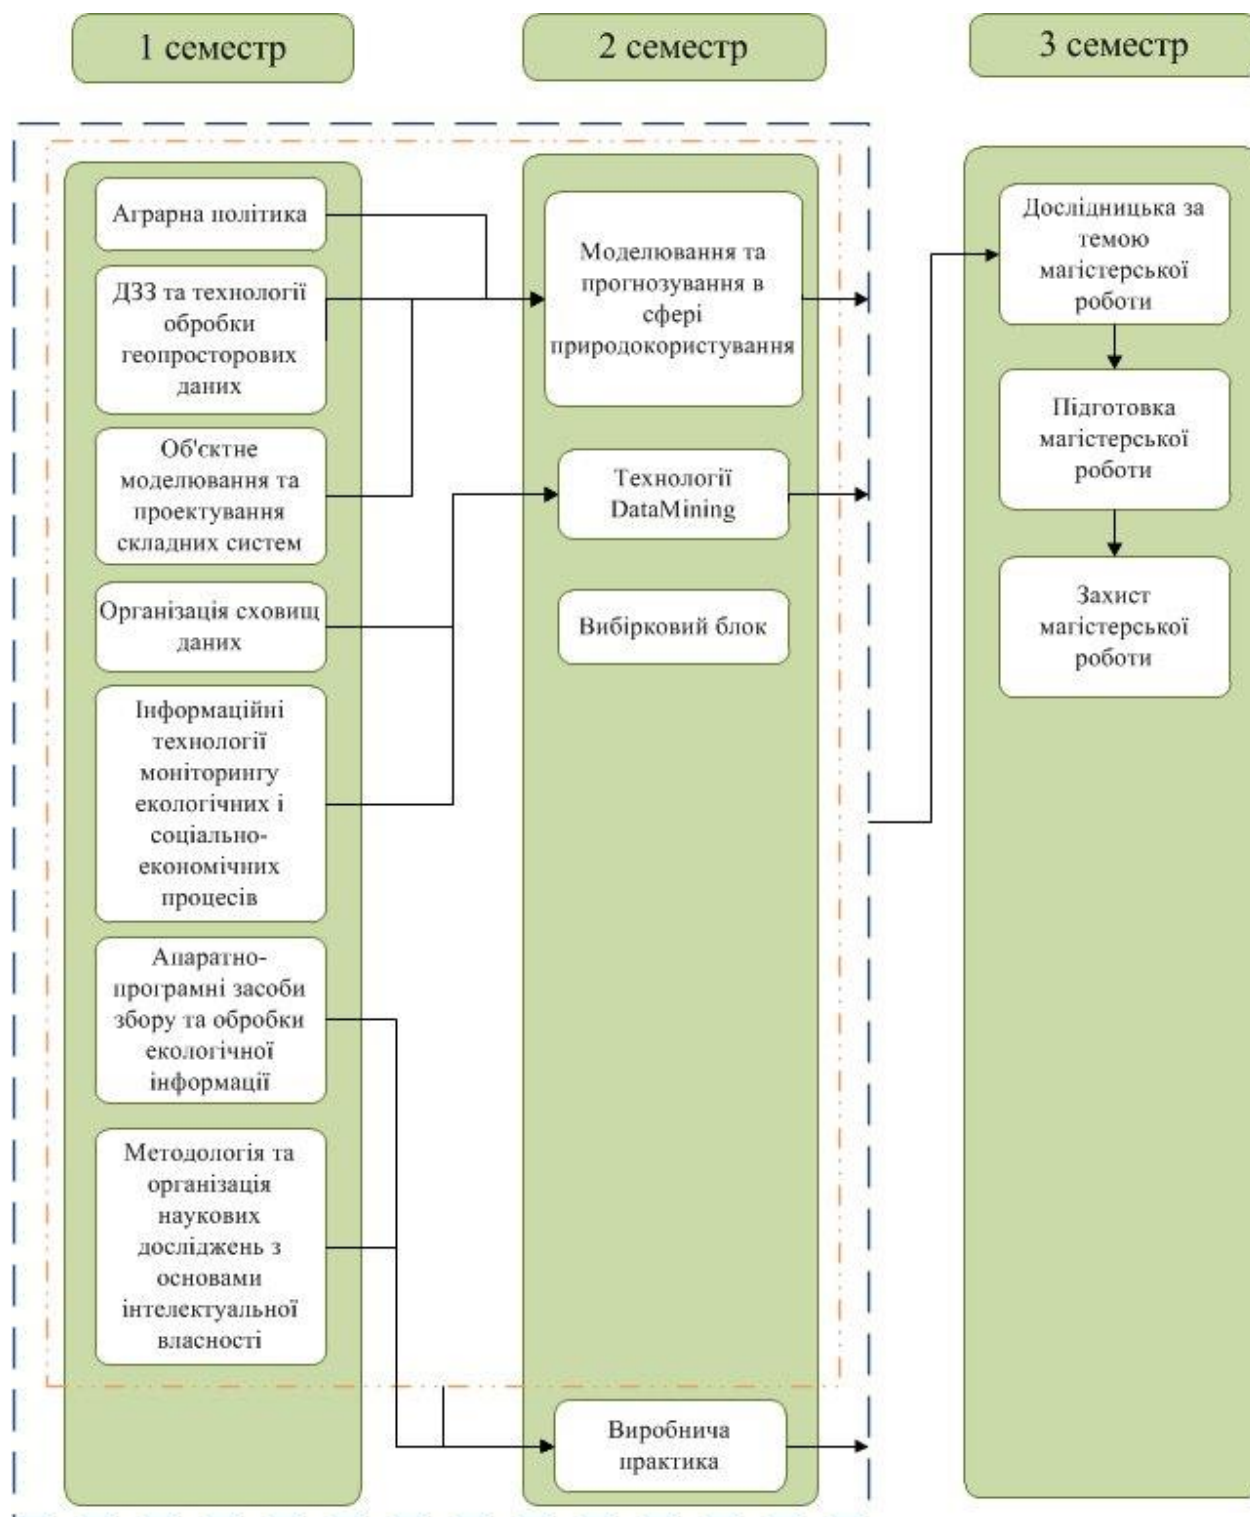 1 семестр
2 семестр
3 семестр
Аграрна політика
ДЗЗ та технології
обробки
геопросторових
даних
Об'єктне
моделювання та
проектування
складних систем
Організація сховищ
даних
Інформаційні
технології
моніторингу
екологічних і
соціально-
економічних
процесів
Апаратно-
програмні засоби
збору та обробки
екологічної
інформації
Методологія та
організація
наукових
досліджень з
основами
інтелектуальної
власності
Моделювання та
прогнозування в
сфері
природокористування
Технології
DataMining
Вибірковий блок
Виробнича
практика
Дослідницька за
темою
магістерської
роботи
Підготовка
магістерської
роботи
Захист
магістерської
роботи